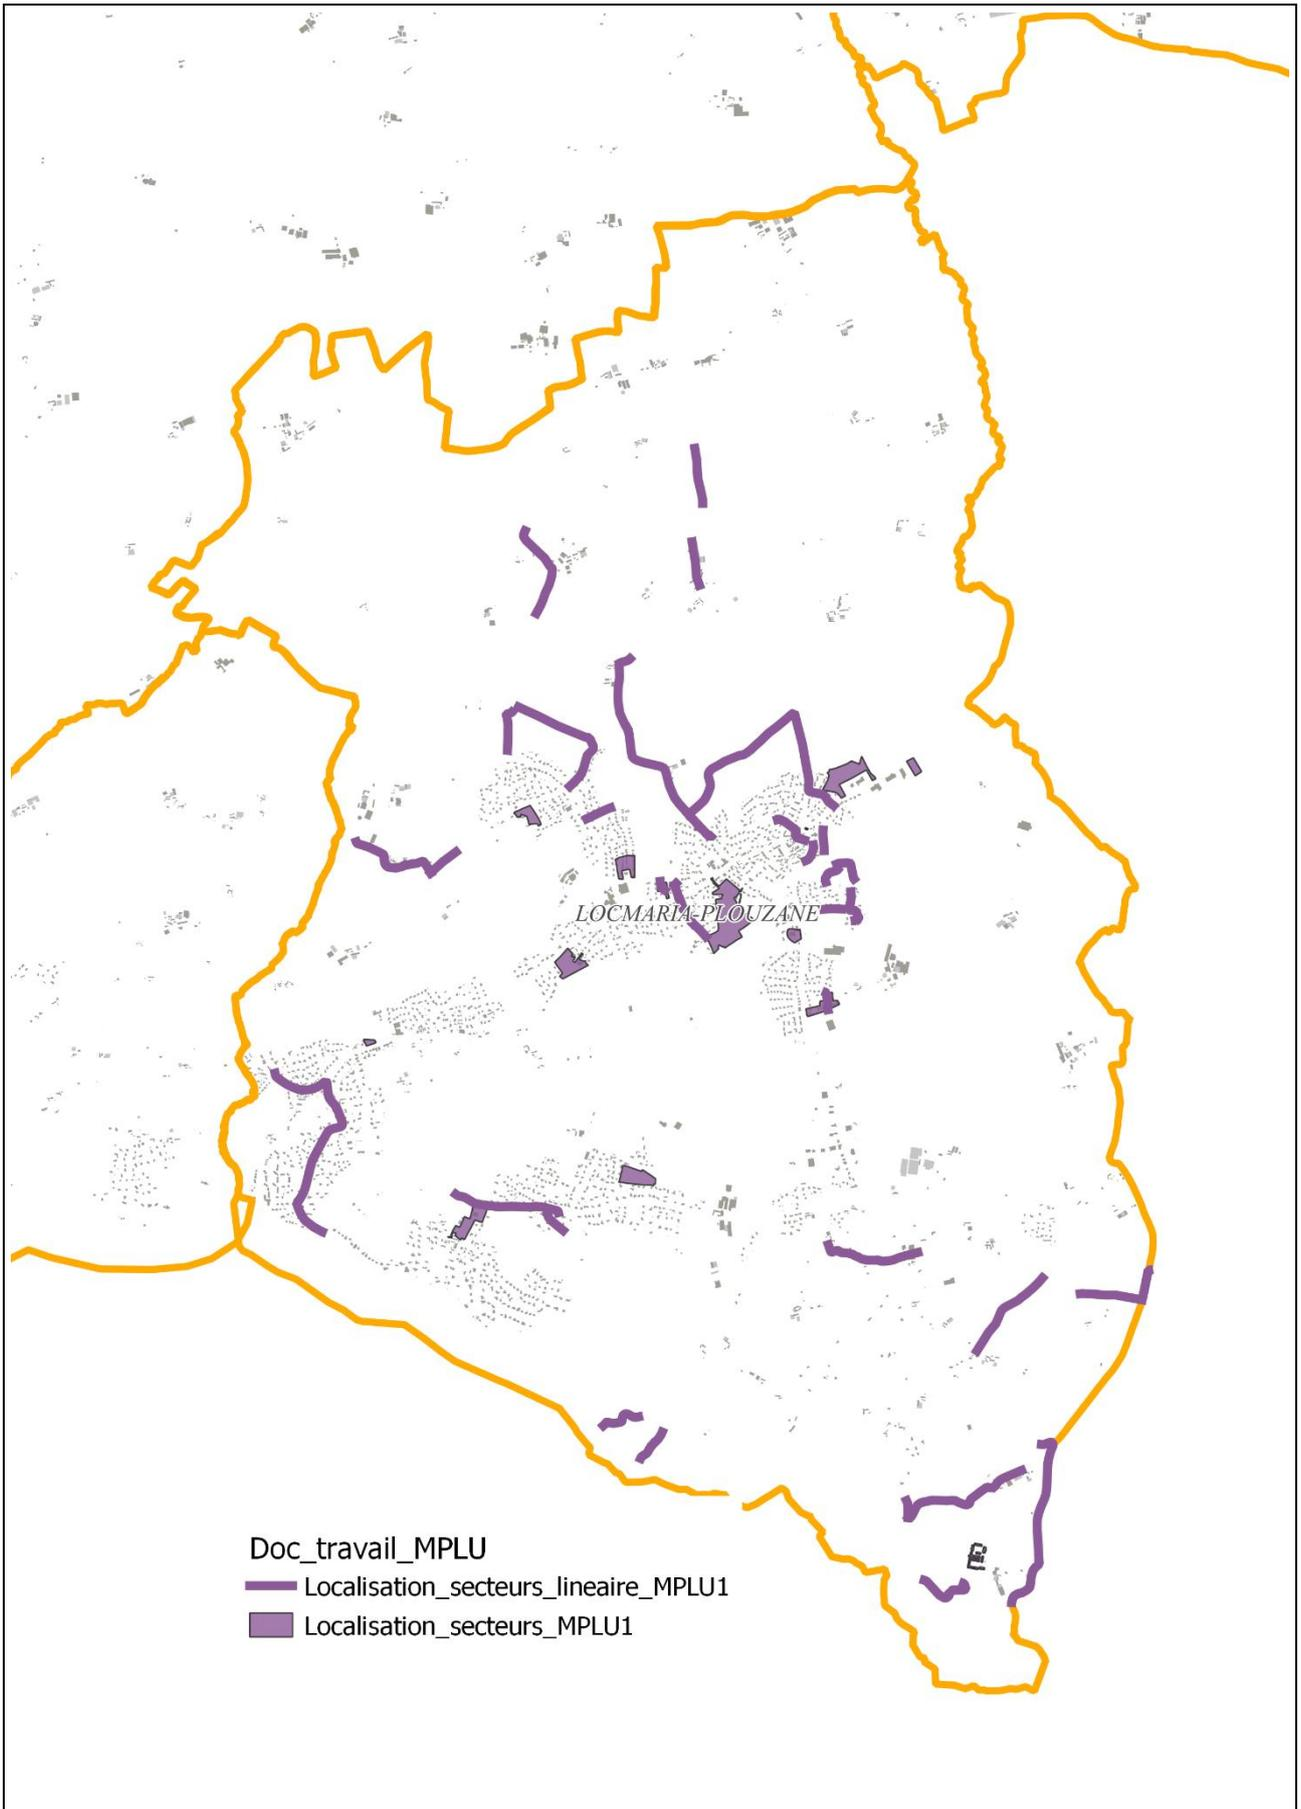 LOCMARIA-PLOUZANE
Doc_travail_MPLU
Localisation_secteurs_lineaire_MPLU1
Localisation_secteurs_MPLU1